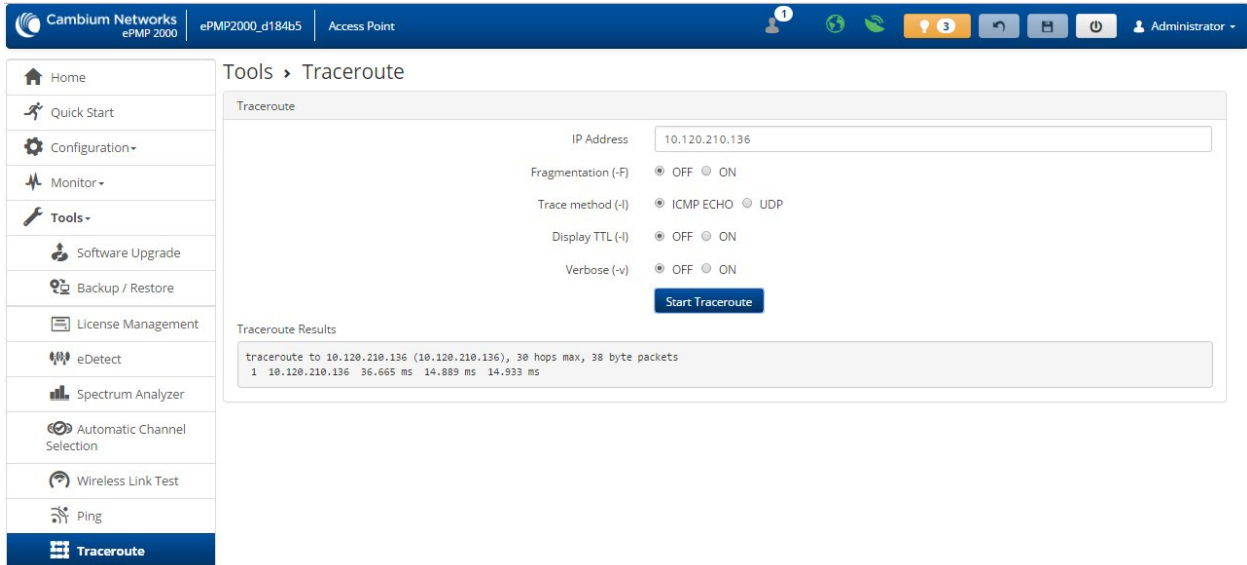 Cambium Networks
ePMP 2000
ePMP2000_d184b5
Access Point
1
3
Administrator
Home
Quick Start
Configuration
Monitor
Tools
Software Upgrade
Backup / Restore
License Management
eDetect
Spectrum Analyzer
Automatic Channel
Selection
Wireless Link Test
Ping
Traceroute
Tools › Traceroute
Traceroute
IP Address 10.120.210.136
Fragmentation (-F) OFF ON
Trace method (-I) ICMP ECHO UDP
Display TTL (-l) OFF ON
Verbose (-v) OFF ON
Start Traceroute
Traceroute Results
traceroute to 10.120.210.136 (10.120.210.136), 30 hops max, 38 byte packets
1 10.120.210.136 36.665 ms 14.889 ms 14.933 ms